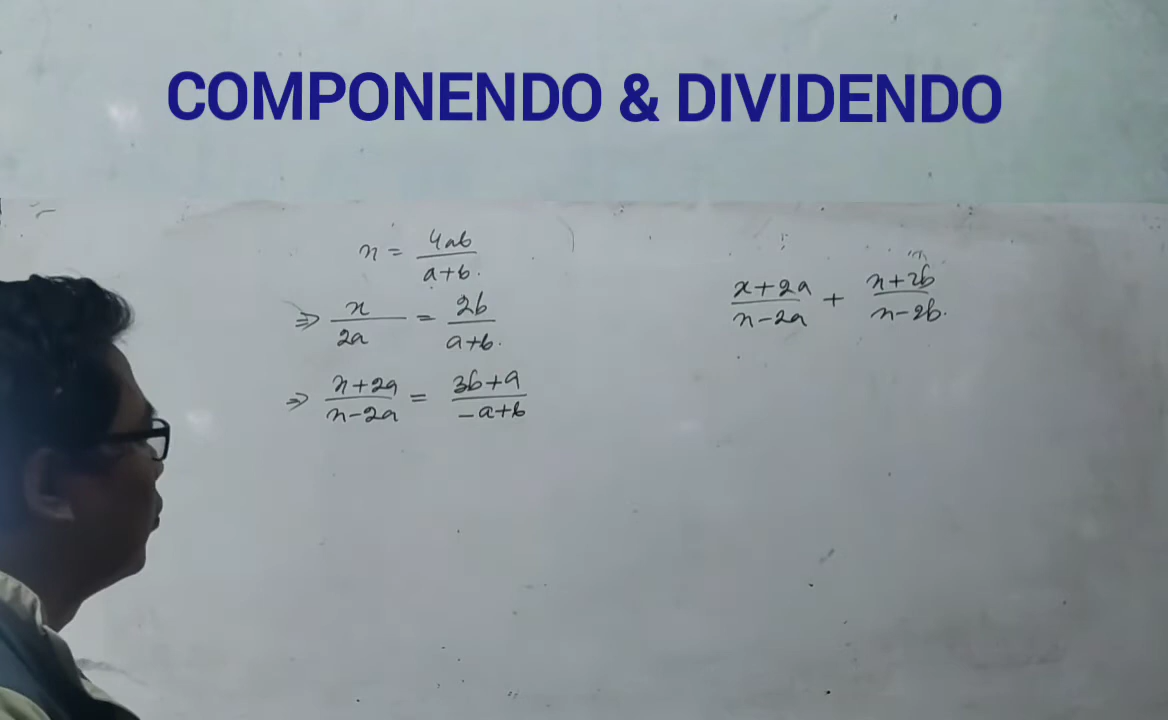 COMPONENDO & DIVIDENDO
x = 4ab / a+b.
⇒ x / 2a = 2b / a+b.
⇒ x+2a / x-2a = 3b+a / -a+b
x+2a / x-2a + x+2b / x-2b.